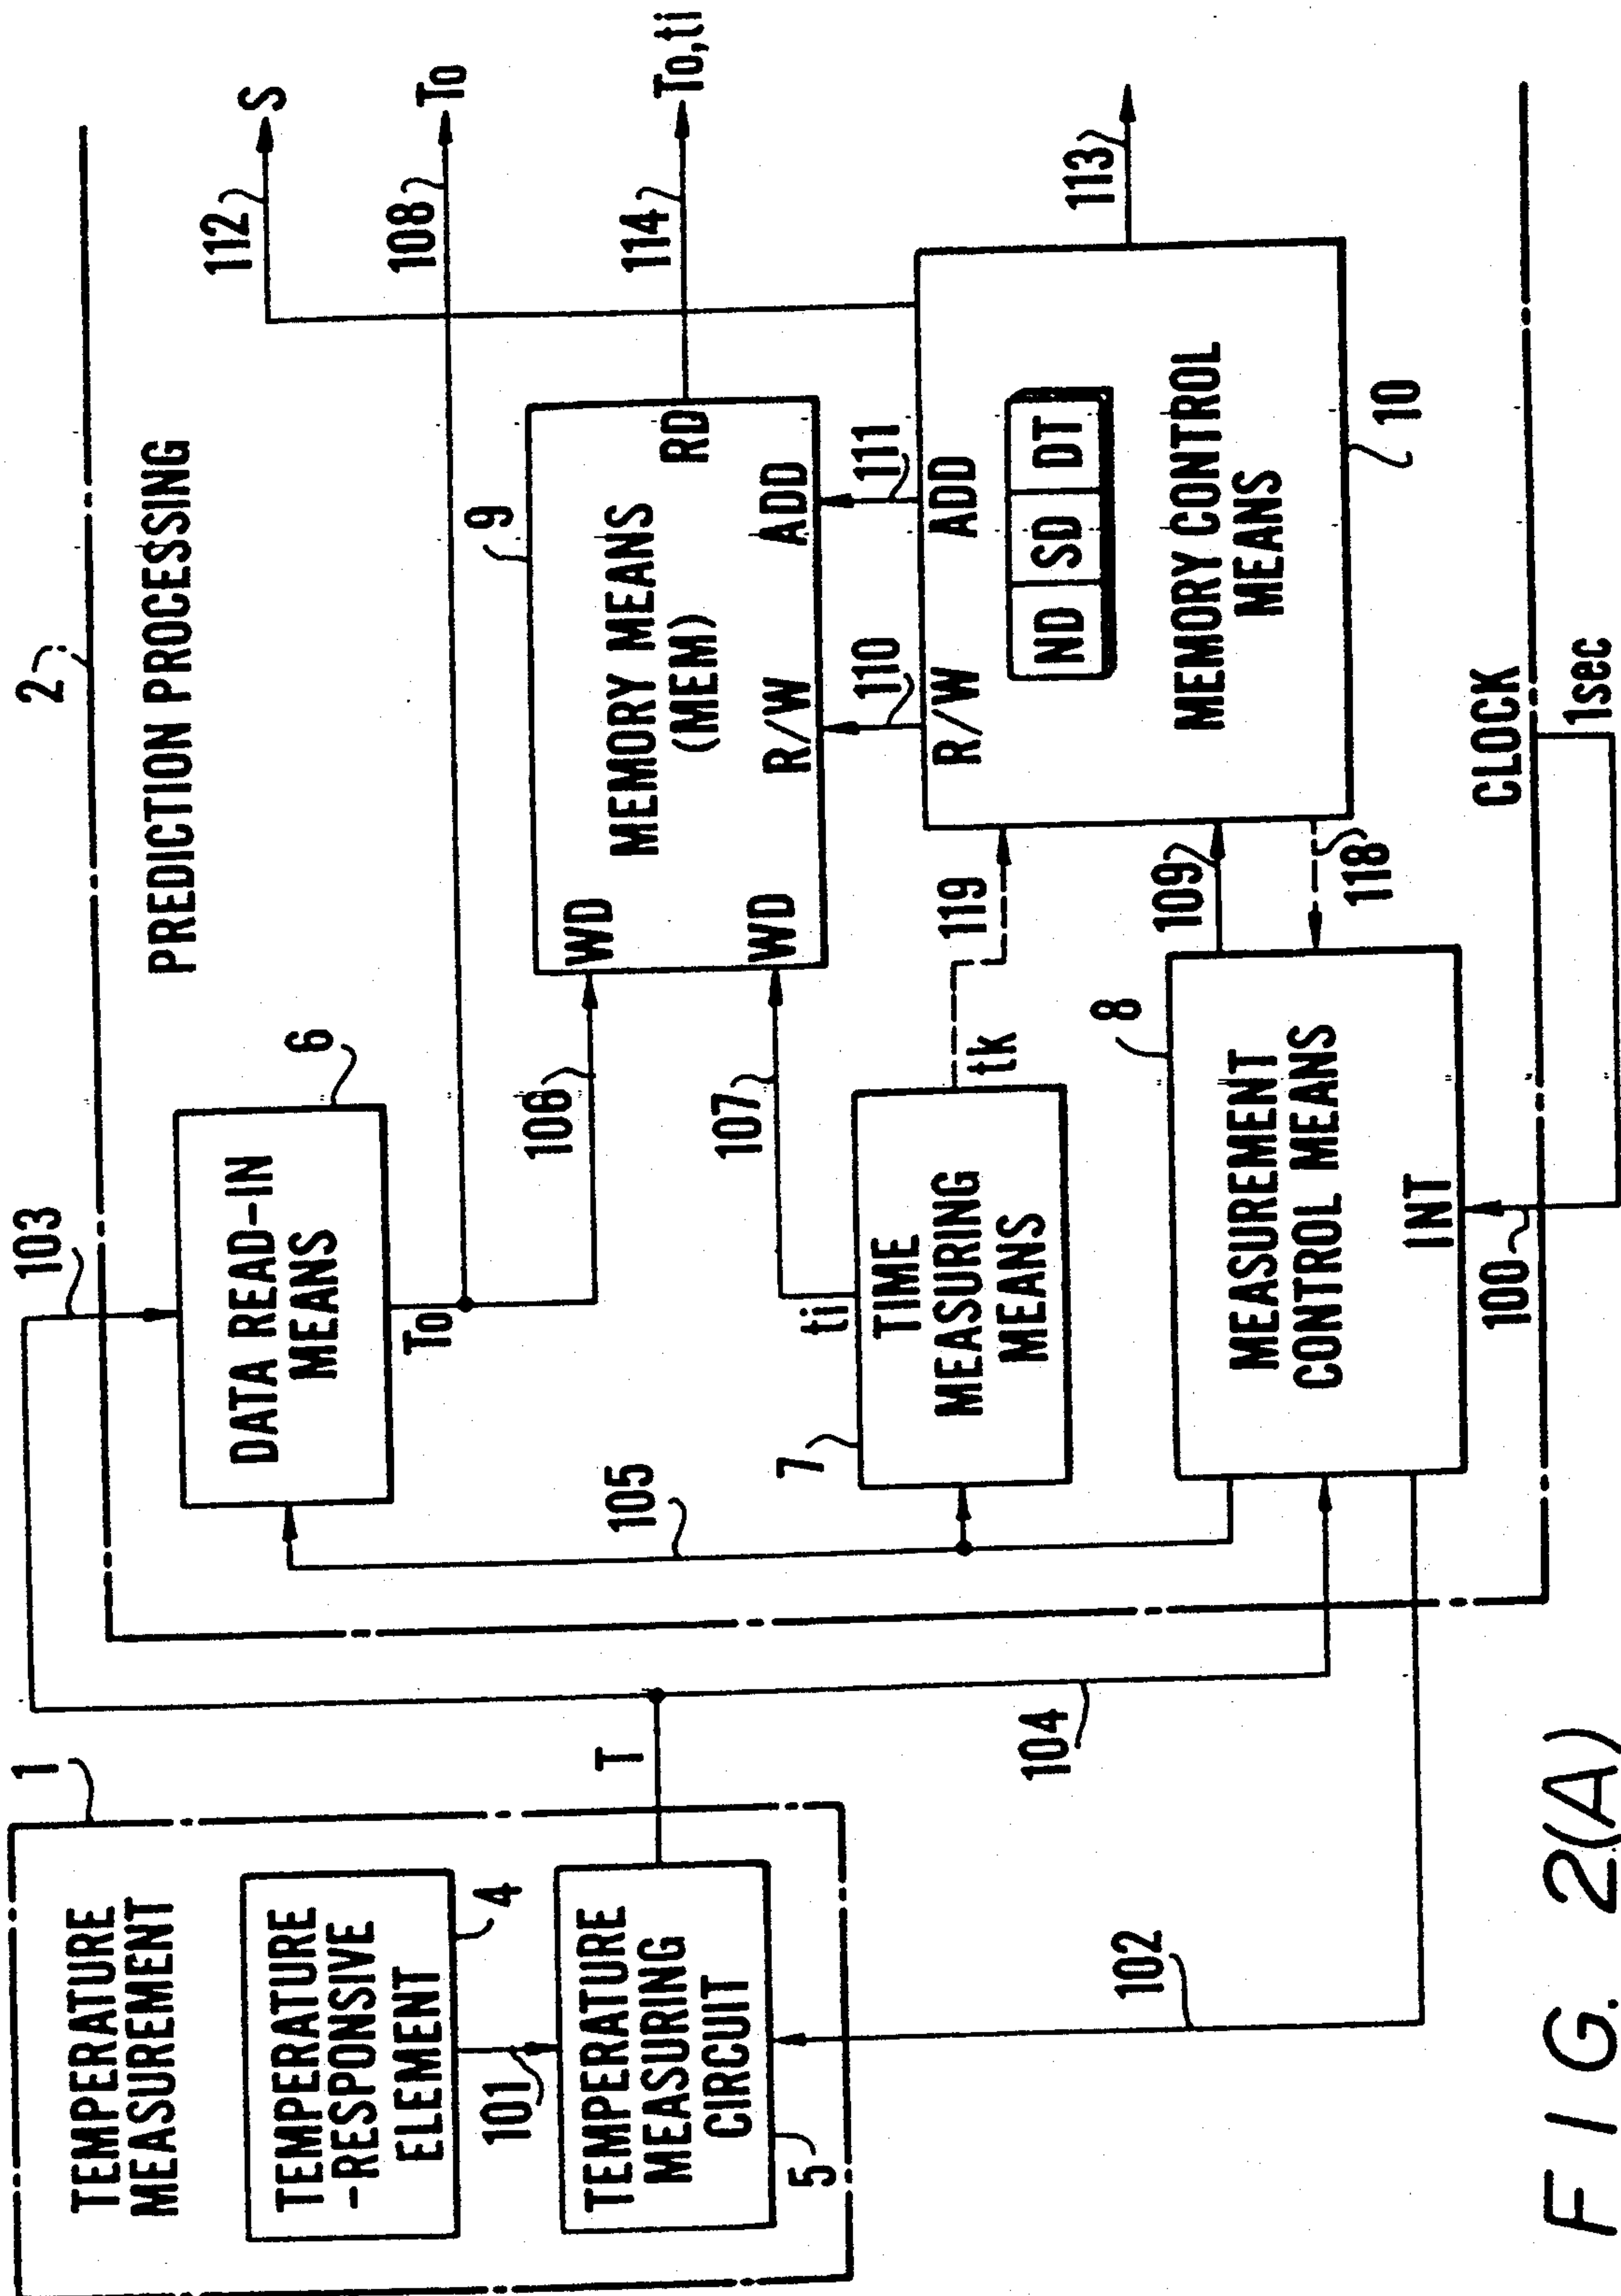 1
TEMPERATURE
MEASUREMENT
TEMPERATURE
-RESPONSIVE
ELEMENT
4
101
TEMPERATURE
MEASURING
CIRCUIT
5
T
102
103
104
2
PREDICTION PROCESSING
DATA READ-IN
MEANS
6
To
105
106
108
To
112
S
TIME
MEASURING
MEANS
7
ti
107
tk
119
MEMORY MEANS
(MEM)
9
WD
WD
R/W
ADD
RD
114
To,ti
110
111
MEASUREMENT
CONTROL MEANS
8
INT
100
109
118
R/W
ADD
ND
SD
DT
MEMORY CONTROL
MEANS
10
113
CLOCK
1sec
FIG. 2(A)